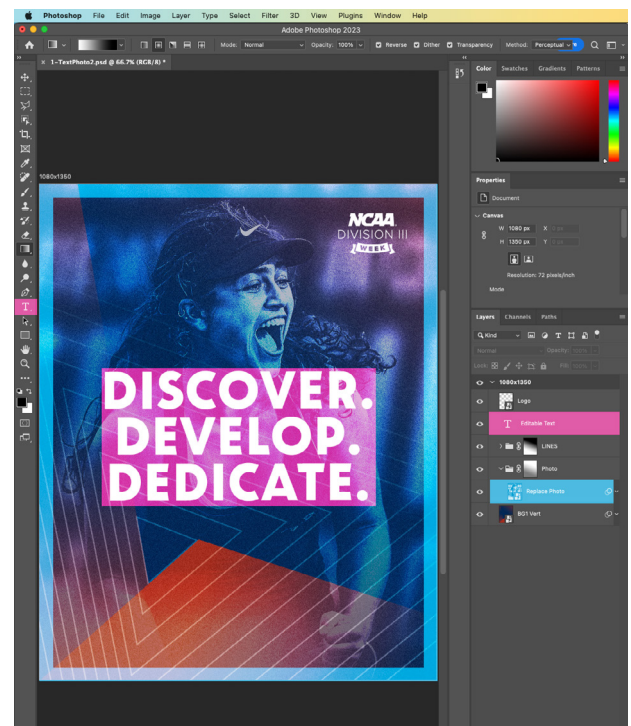 Photoshop File Edit Image Layer Type Select Filter 3D View Plugins Window Help
Adobe Photoshop 2023
Mode: Normal Opacity: 100% Reverse Dither Transparency Method: Perceptual
× 1-TextPhoto2.psd @ 66.7% (RGB/8) *
1080x1350
NCAA
DIVISION III
WEEK
DISCOVER.
DEVELOP.
DEDICATE.
Color Swatches Gradients Patterns
Properties
Document
Canvas
W 1080 px X
H 1350 px Y
Resolution: 72 pixels/inch
Mode
Layers Channels Paths
Kind
Normal Opacity: 100%
Lock: Fill:
1080x1350
Logo
T Editable Text
LINES
Photo
Replace Photo
BG1 Vert